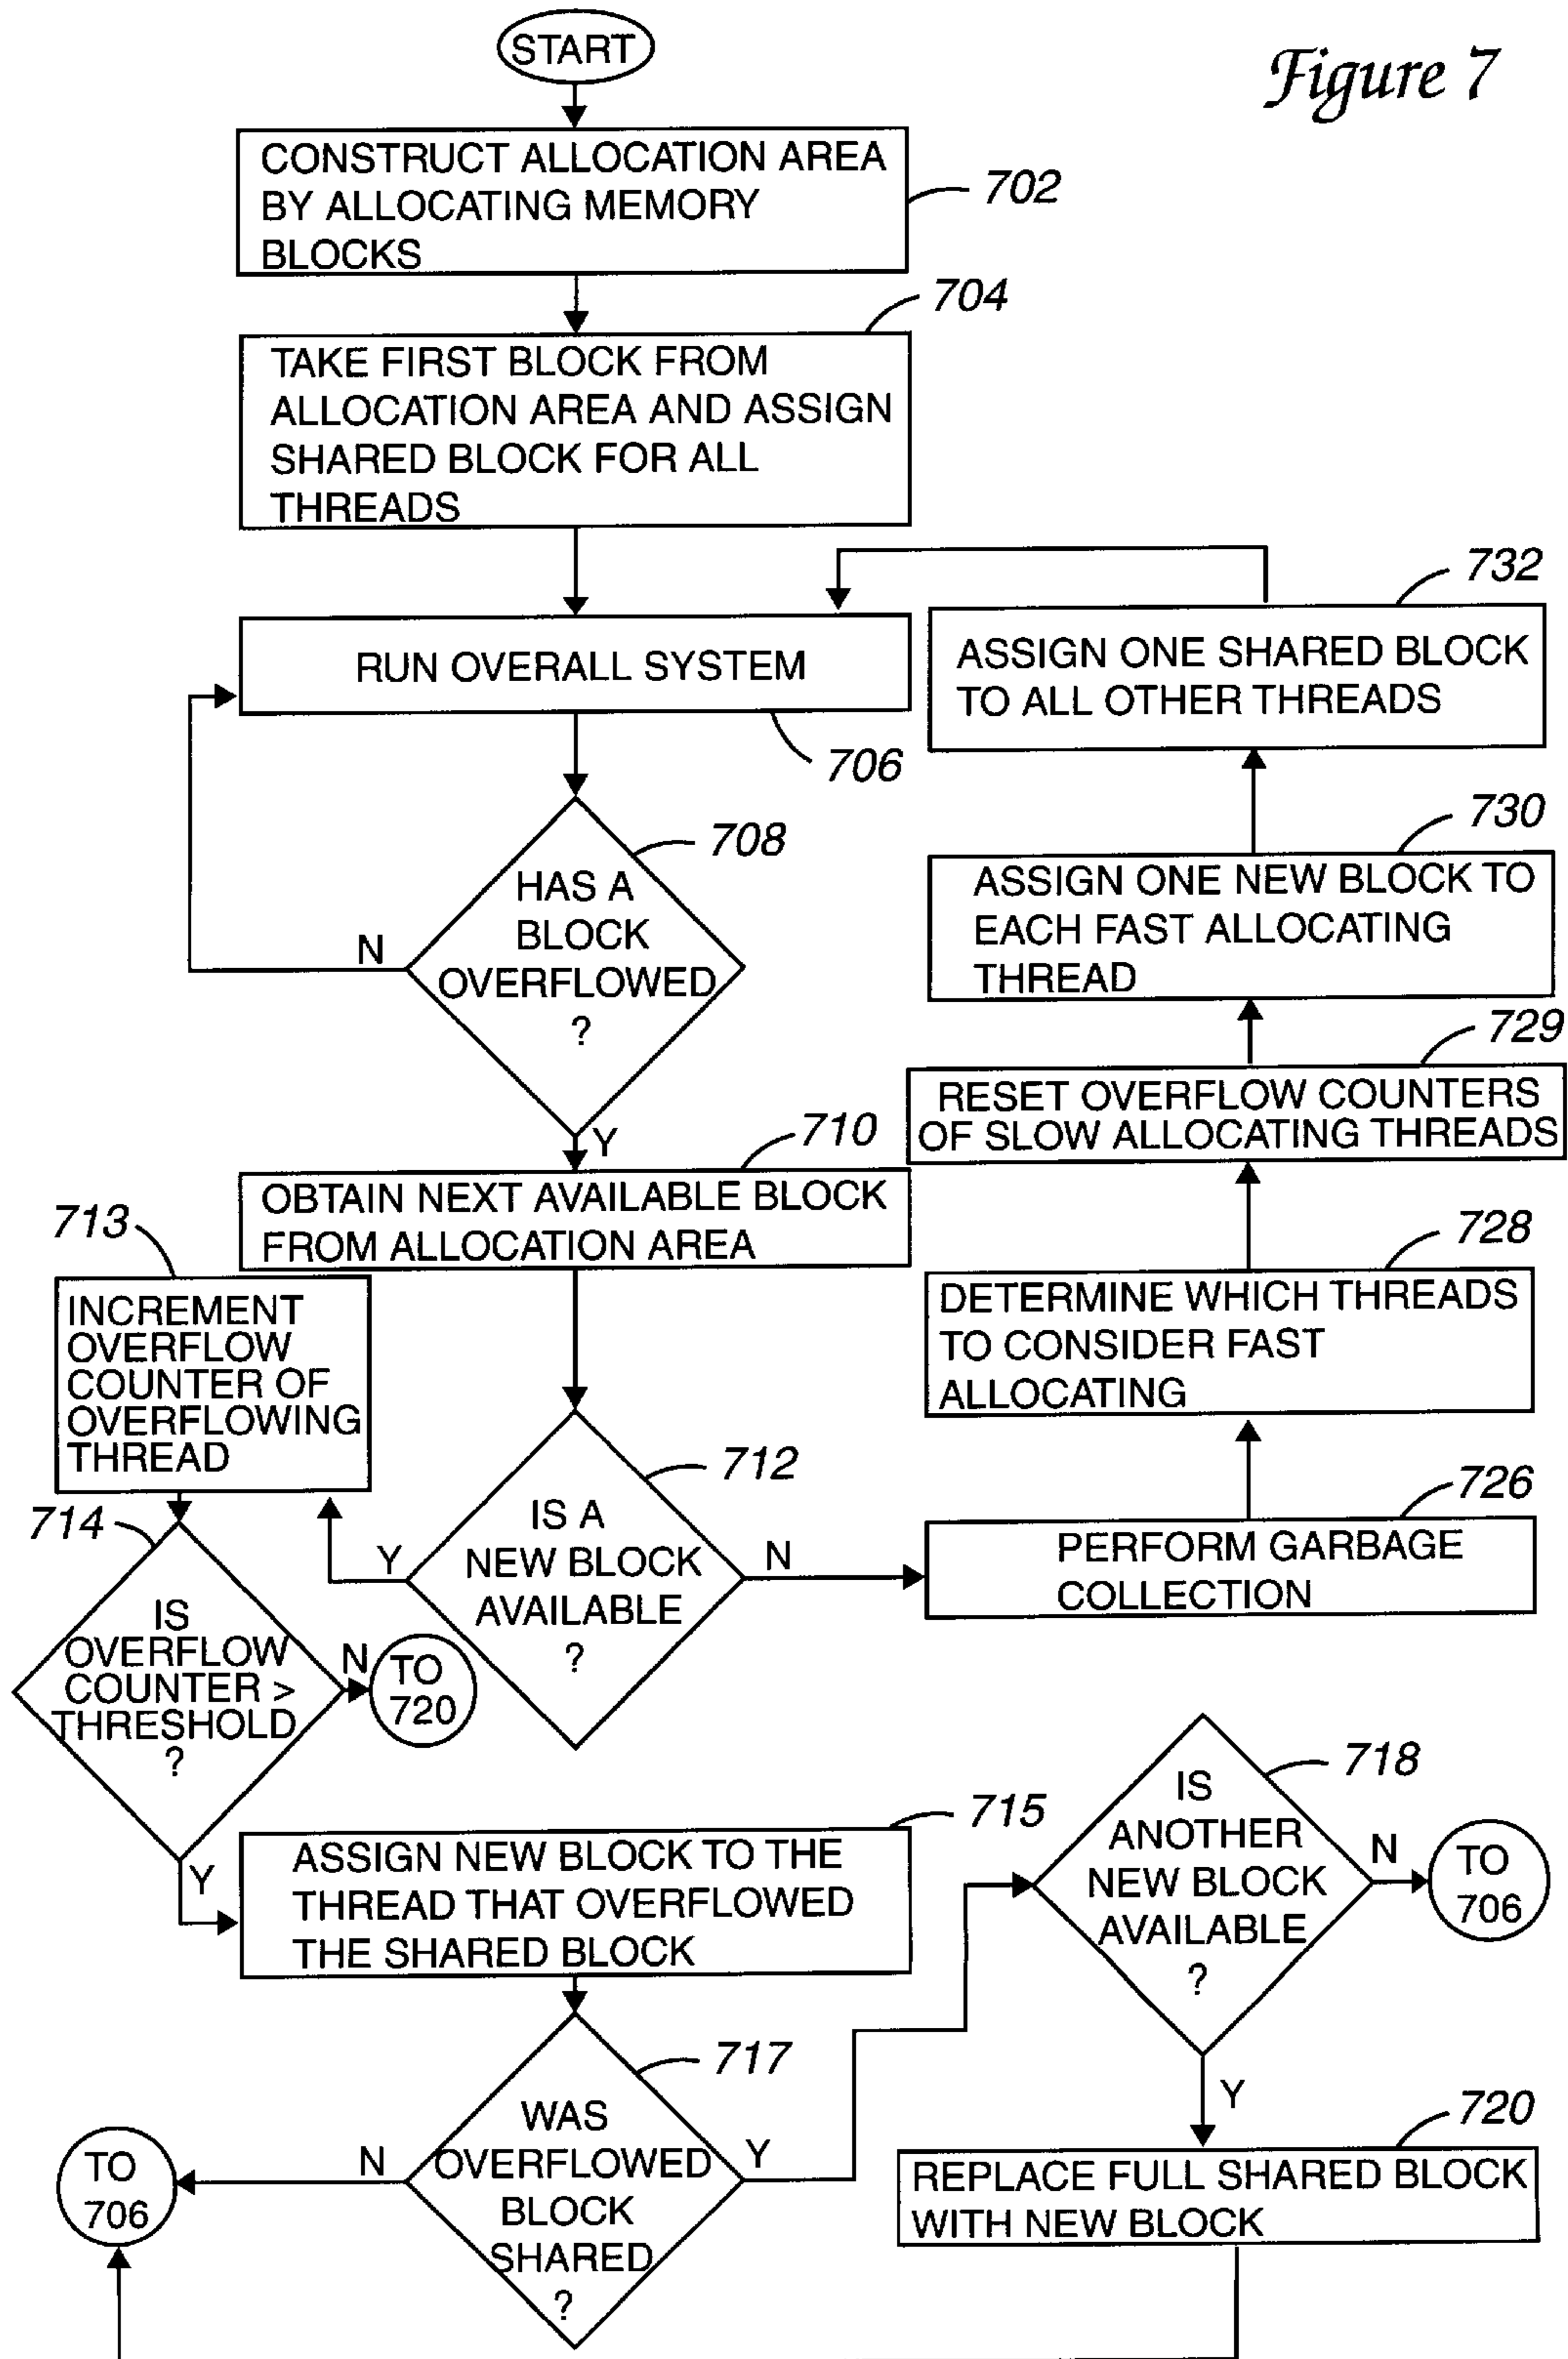 Figure 7
START
CONSTRUCT ALLOCATION AREA
BY ALLOCATING MEMORY
BLOCKS
702
704
TAKE FIRST BLOCK FROM
ALLOCATION AREA AND ASSIGN
SHARED BLOCK FOR ALL
THREADS
RUN OVERALL SYSTEM
706
708
HAS A
BLOCK
OVERFLOWED
?
N
Y
710
OBTAIN NEXT AVAILABLE BLOCK
FROM ALLOCATION AREA
712
IS A
NEW BLOCK
AVAILABLE
?
Y
N
713
INCREMENT
OVERFLOW
COUNTER OF
OVERFLOWING
THREAD
714
IS
OVERFLOW
COUNTER >
THRESHOLD
?
N
TO
720
Y
715
ASSIGN NEW BLOCK TO THE
THREAD THAT OVERFLOWED
THE SHARED BLOCK
717
WAS
OVERFLOWED
BLOCK
SHARED
?
N
TO
706
Y
718
IS
ANOTHER
NEW BLOCK
AVAILABLE
?
N
TO
706
Y
720
REPLACE FULL SHARED BLOCK
WITH NEW BLOCK
726
PERFORM GARBAGE
COLLECTION
728
DETERMINE WHICH THREADS
TO CONSIDER FAST
ALLOCATING
729
RESET OVERFLOW COUNTERS
OF SLOW ALLOCATING THREADS
730
ASSIGN ONE NEW BLOCK TO
EACH FAST ALLOCATING
THREAD
732
ASSIGN ONE SHARED BLOCK
TO ALL OTHER THREADS